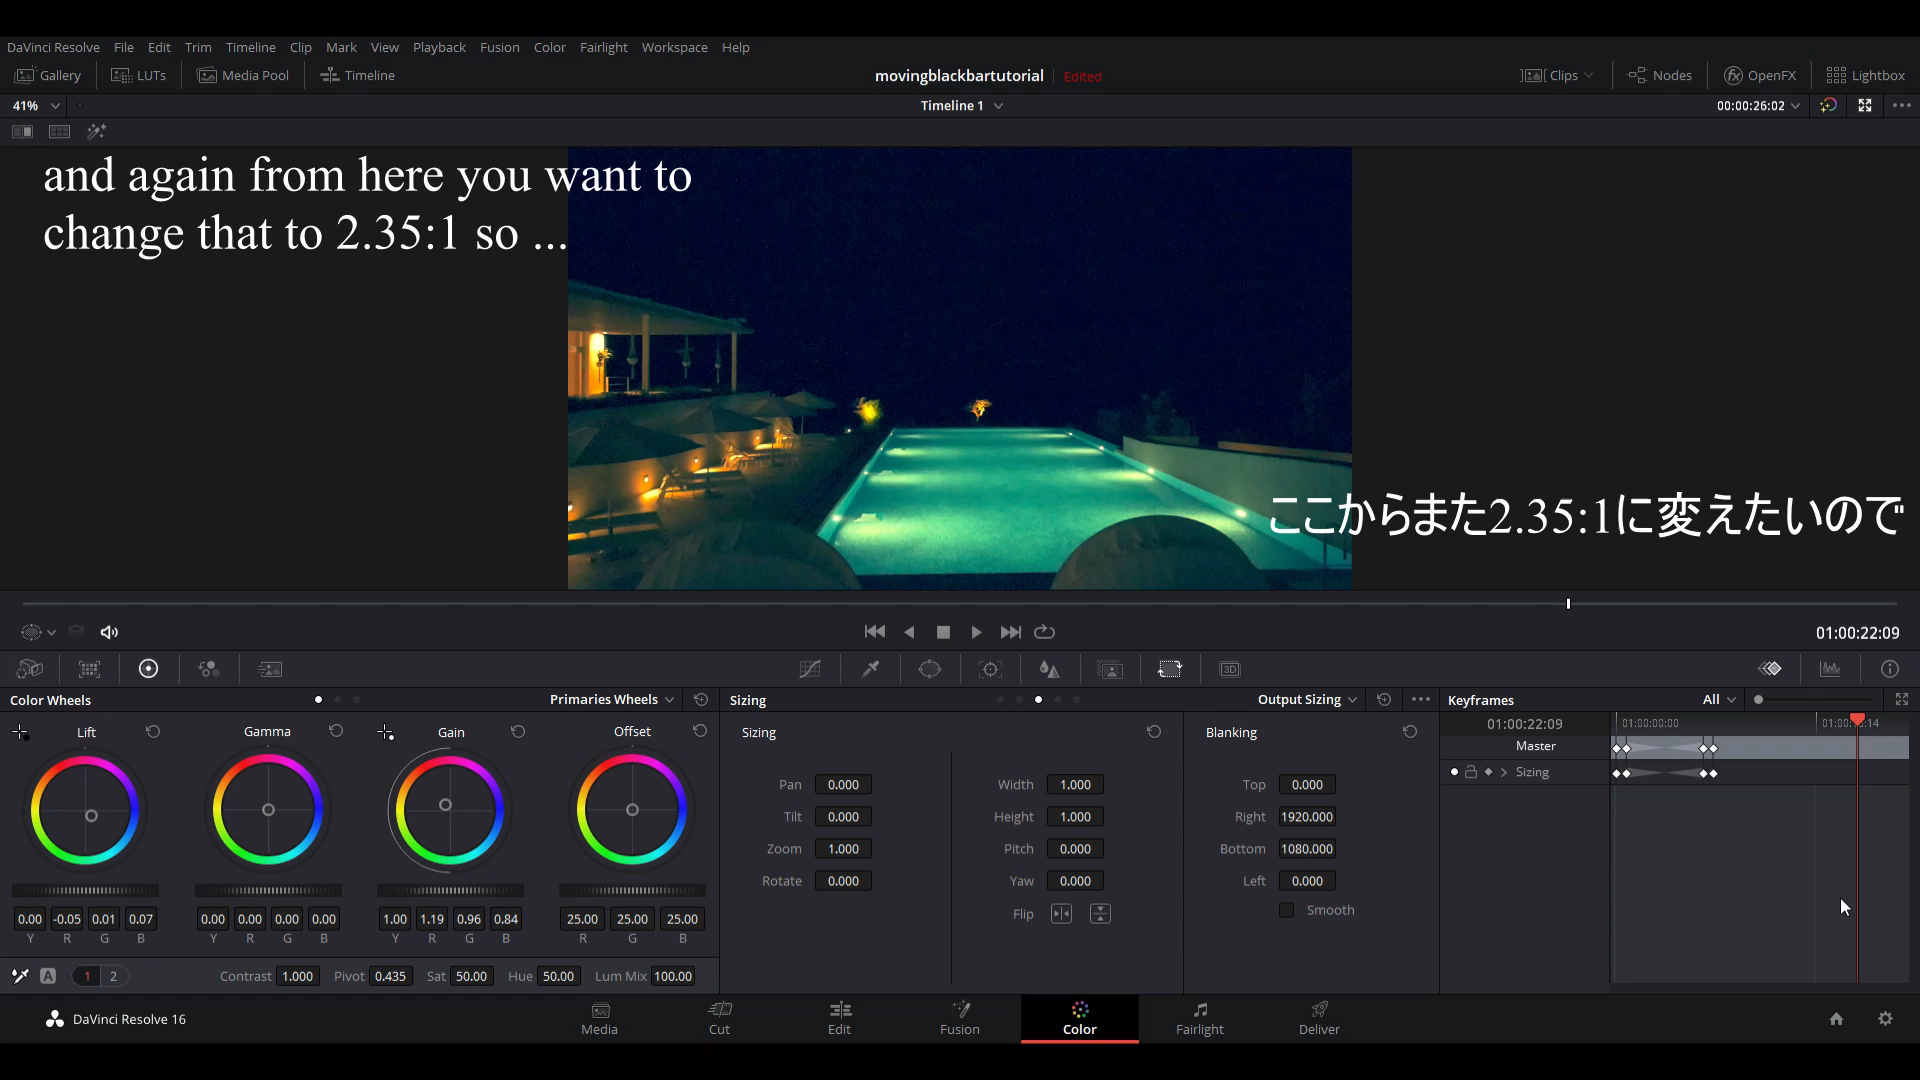 DaVinci Resolve File Edit Trim Timeline Clip Mark View Playback Fusion Color Fairlight Workspace Help
Gallery LUTs Media Pool Timeline movingblackbartutorial Edited Clips Nodes OpenFX Lightbox
41% Timeline 1 00:00:26:02
and again from here you want to
change that to 2.35:1 so ...
ここからまた2.35:1に変えたいので
01:00:22:09
Color Wheels Primaries Wheels Sizing Output Sizing Keyframes All
Lift Gamma Gain Offset Sizing Blanking 01:00:22:09 01:00:00:00
Master
Sizing
Pan 0.000 Width 1.000 Top 0.000
Tilt 0.000 Height 1.000 Right 1920.000
Zoom 1.000 Pitch 0.000 Bottom 1080.000
Rotate 0.000 Yaw 0.000 Left 0.000
Flip Smooth
0.00 -0.05 0.01 0.07 0.00 0.00 0.00 0.00 1.00 1.19 0.96 0.84 25.00 25.00 25.00
Y R G B Y R G B Y R G B R G B
A 1 2 Contrast 1.000 Pivot 0.435 Sat 50.00 Hue 50.00 Lum Mix 100.00
DaVinci Resolve 16 Media Cut Edit Fusion Color Fairlight Deliver